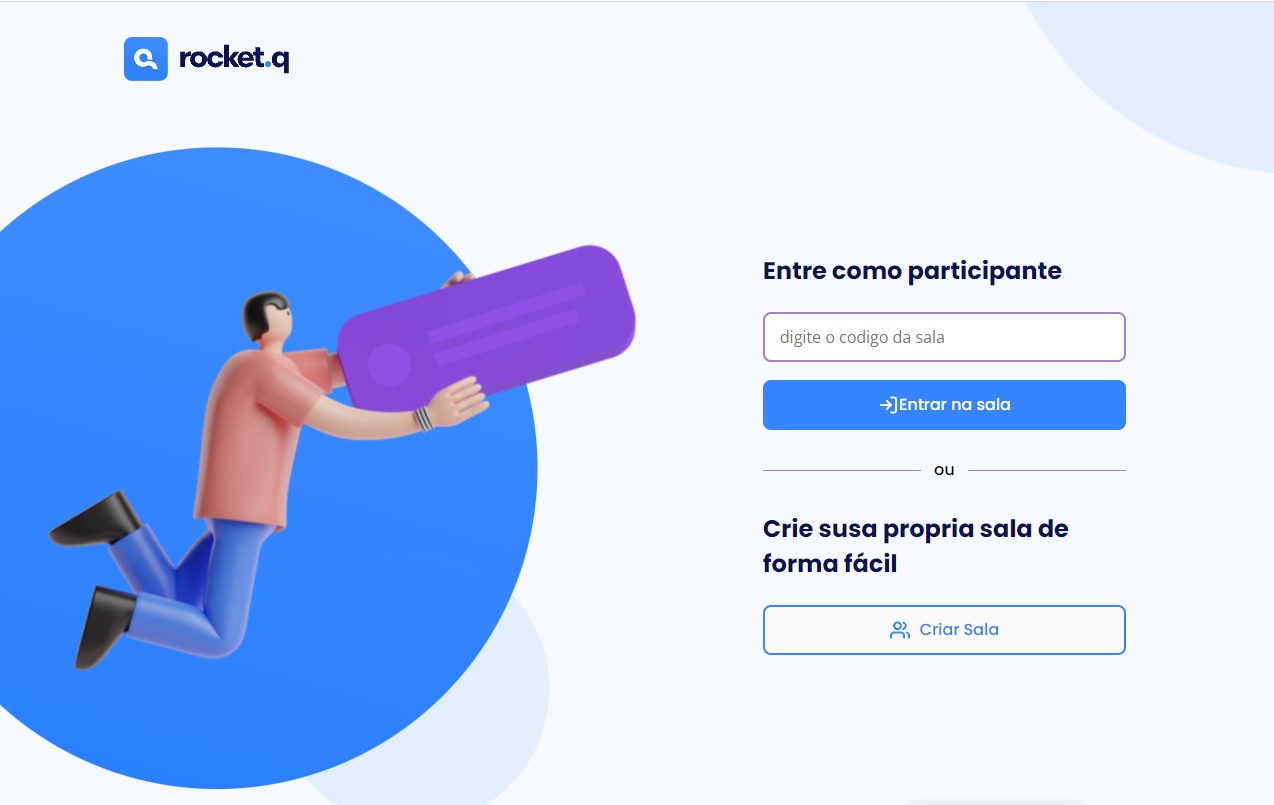 rocket.q
Entre como participante
digite o codigo da sala
Entrar na sala
ou
Crie susa propria sala de
forma fácil
Criar Sala